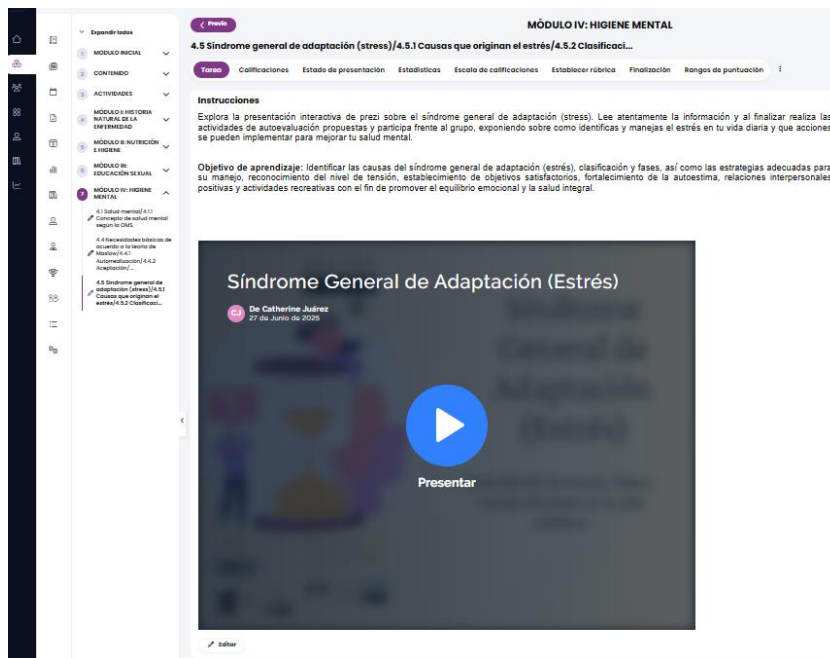 Expandir todos
1 MODULO INICIAL
2 CONTENIDO
3 ACTIVIDADES
4 MÓDULO I: HISTORIA
NATURAL DE LA
ENFERMEDAD
5 MODULO II: NUTRICIÓN
E HIGIENE
6 MÓDULO III:
EDUCACIÓN SEXUAL
7 MÓDULO IV: HIGIENE
MENTAL
4.1 Salud mental/4.1.1
Concepto de salud mental
según la OMS.
4.4 Necesidades básicas de
acuerdo a la teoría de
Maslow/4.4.1
Autorrealización/4.4.2
Aceptación/...
4.5 Síndrome general de
adaptación (stress)/4.5.1
Causas que originan el
estrés/4.5.2 Clasificaci...
Previo
MÓDULO IV: HIGIENE MENTAL
4.5 Síndrome general de adaptación (stress)/4.5.1 Causas que originan el estrés/4.5.2 Clasificaci...
Tarea Calificaciones Estado de presentación Estadísticas Escala de calificaciones Establecer rúbrica Finalización Rangos de puntuación
Instrucciones
Explora la presentación interactiva de prezi sobre el síndrome general de adaptación (stress). Lee atentamente la información y al finalizar realiza las
actividades de autoevaluación propuestas y participa frente al grupo, exponiendo sobre como identificas y manejas el estrés en tu vida diaria y que acciones
se pueden implementar para mejorar tu salud mental.
Objetivo de aprendizaje: Identificar las causas del síndrome general de adaptación (estrés), clasificación y fases, así como las estrategias adecuadas para
su manejo, reconocimiento del nivel de tensión, establecimiento de objetivos satisfactorios, fortalecimiento de la autoestima, relaciones interpersonales
positivas y actividades recreativas con el fin de promover el equilibrio emocional y la salud integral.
Síndrome General de Adaptación (Estrés)
CJ De Catherine Juárez
27 de Junio de 2025
Síndrome
General de
Adaptación
(Estrés)
Presentar
Editar